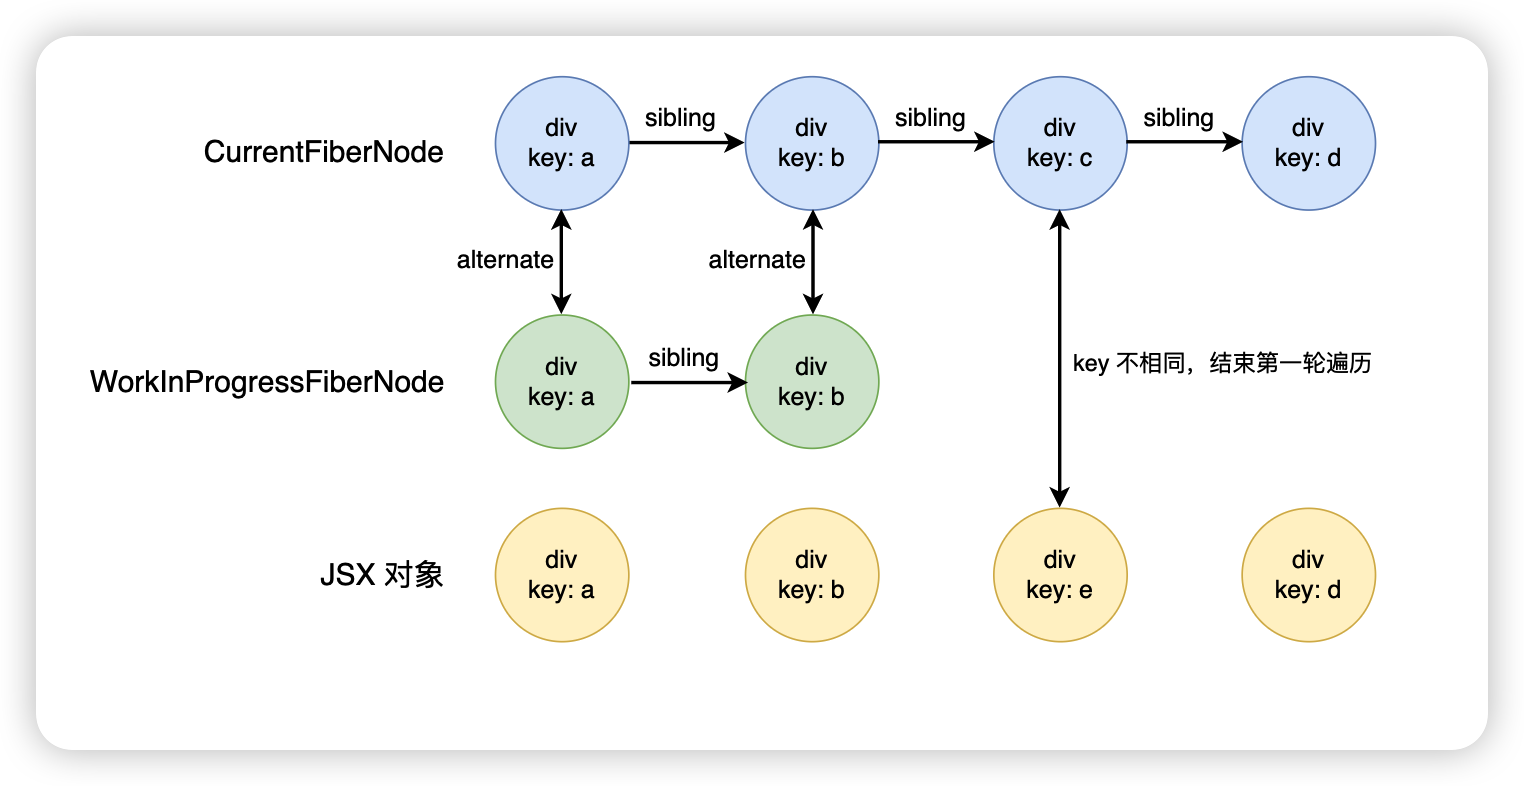 CurrentFiberNode
div
key: a
sibling
div
key: b
sibling
div
key: c
sibling
div
key: d
alternate
alternate
key 不相同，结束第一轮遍历
WorkInProgressFiberNode
div
key: a
sibling
div
key: b
JSX 对象
div
key: a
div
key: b
div
key: e
div
key: d